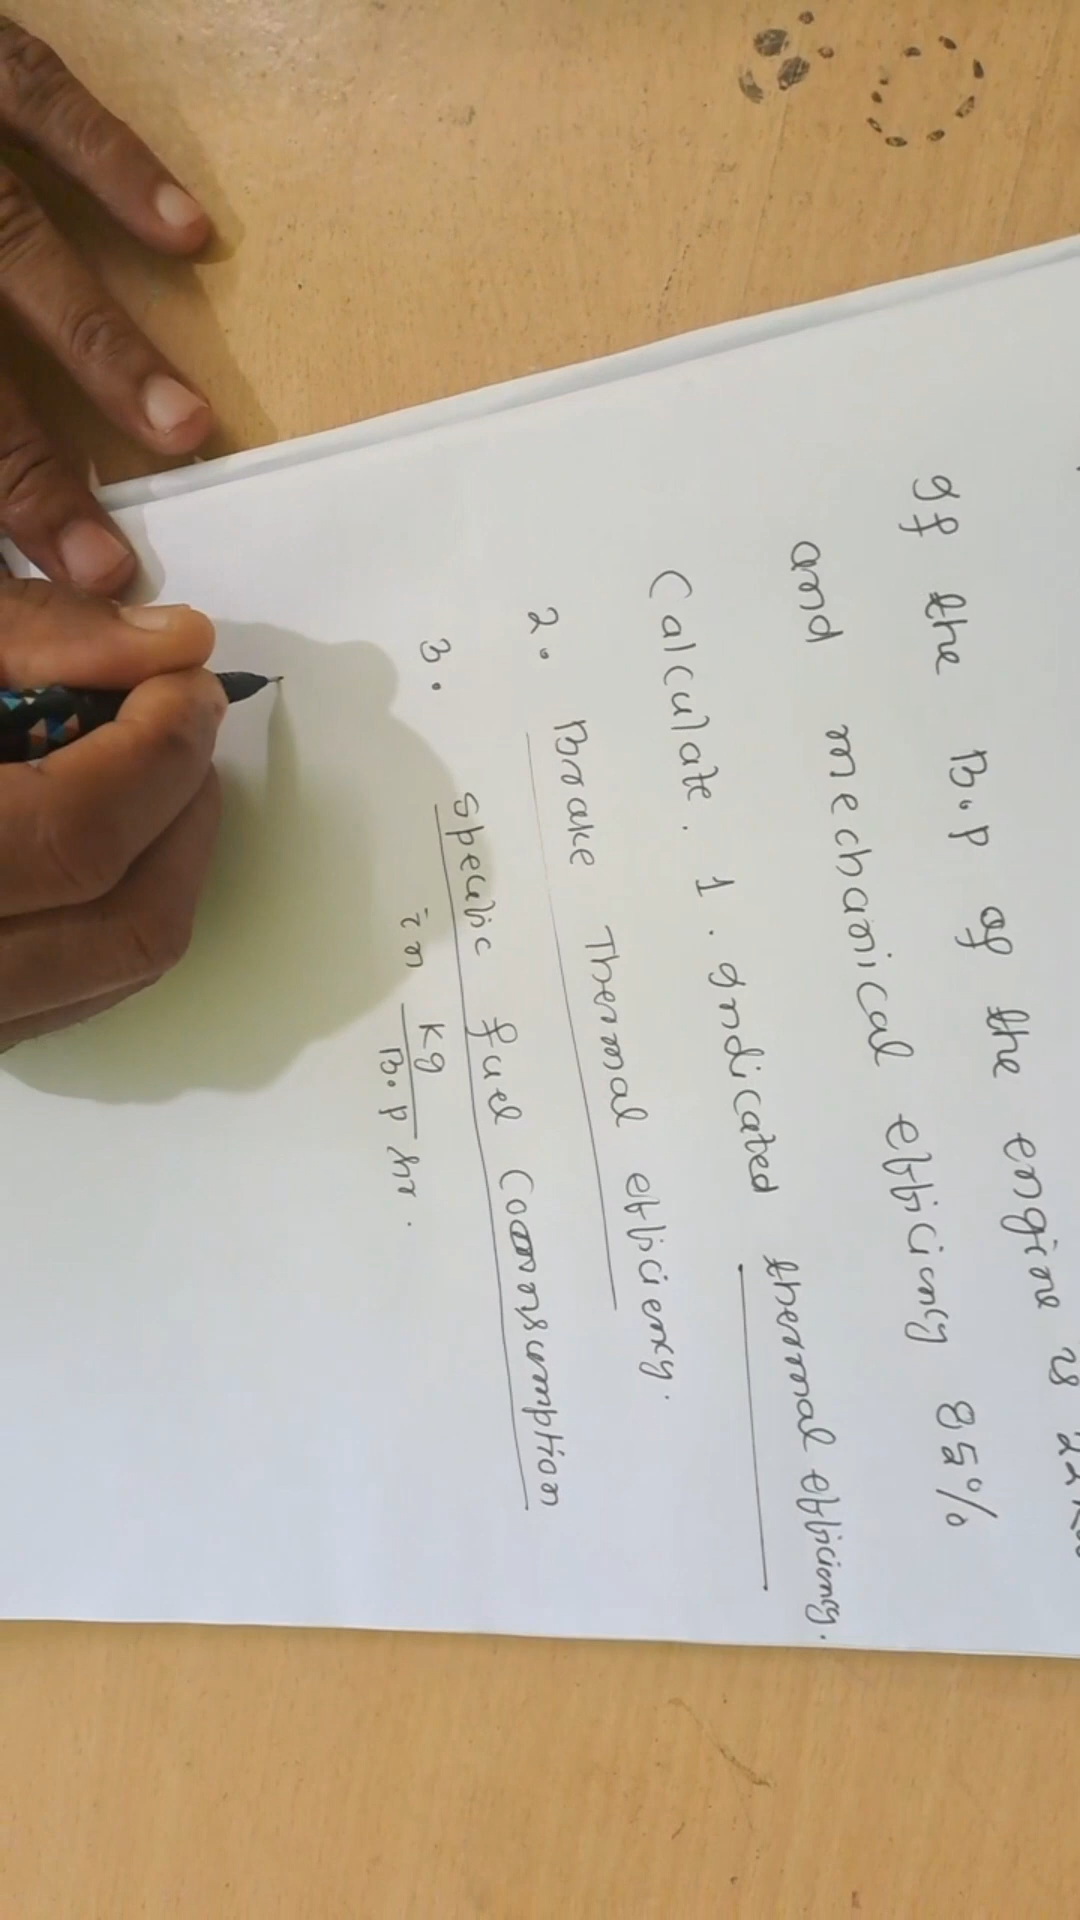 If the B.P of the engine is 22
and mechanical efficiency 85%
Calculate. 1. Indicated thermal efficiency.
2. Brake Thermal efficiency.
3. Specific fuel Consumption
in Kg
B.P hr.